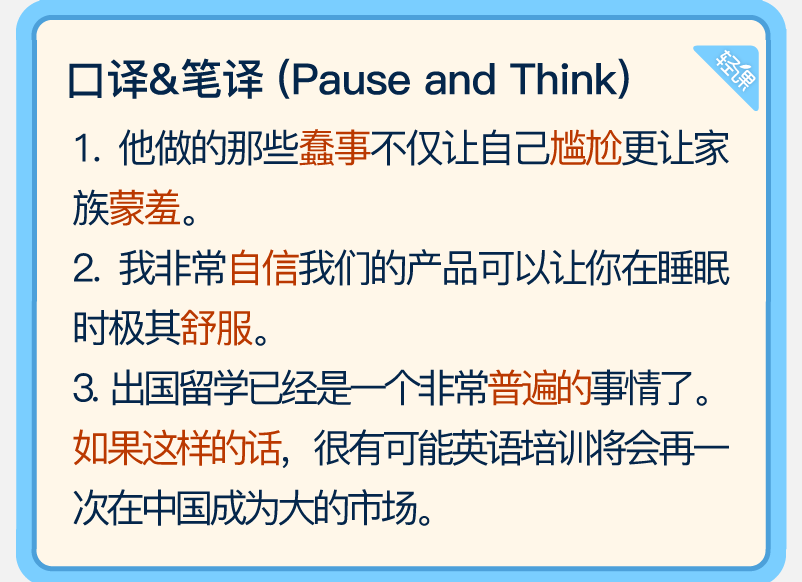 口译&笔译 (Pause and Think)
轻课
1. 他做的那些蠢事不仅让自己尴尬更让家
族蒙羞。
2. 我非常自信我们的产品可以让你在睡眠
时极其舒服。
3. 出国留学已经是一个非常普遍的事情了。
如果这样的话，很有可能英语培训将会再一
次在中国成为大的市场。